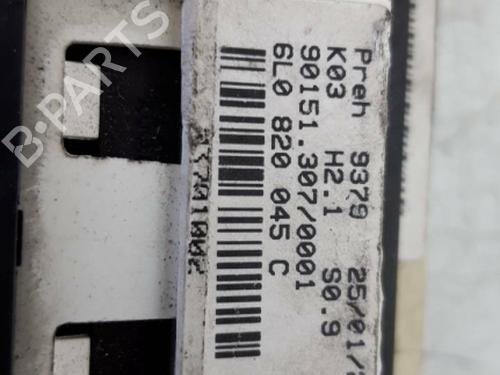 Preh 9379 25/01/
K03 H2.1 S0.9
90151.307/0001
6L0 820 045 C
B-PARTS